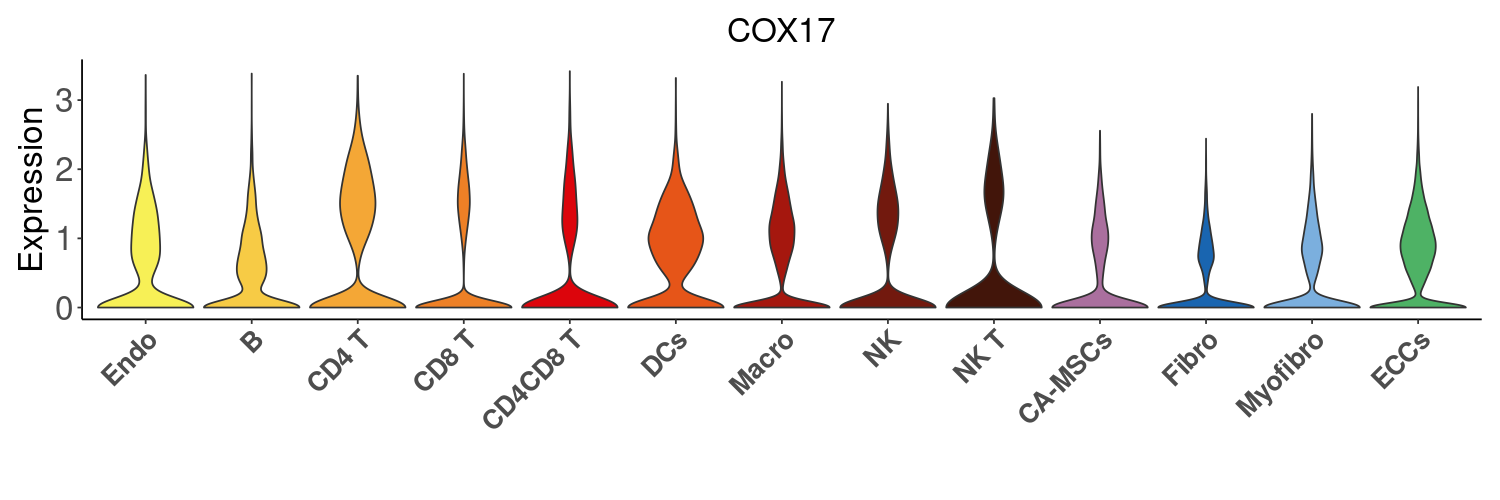 COX17
Expression
3
2
1
0
Endo
B
CD4 T
CD8 T
CD4CD8 T
DCs
Macro
NK
NK T
CA-MSCs
Fibro
Myofibro
ECCs